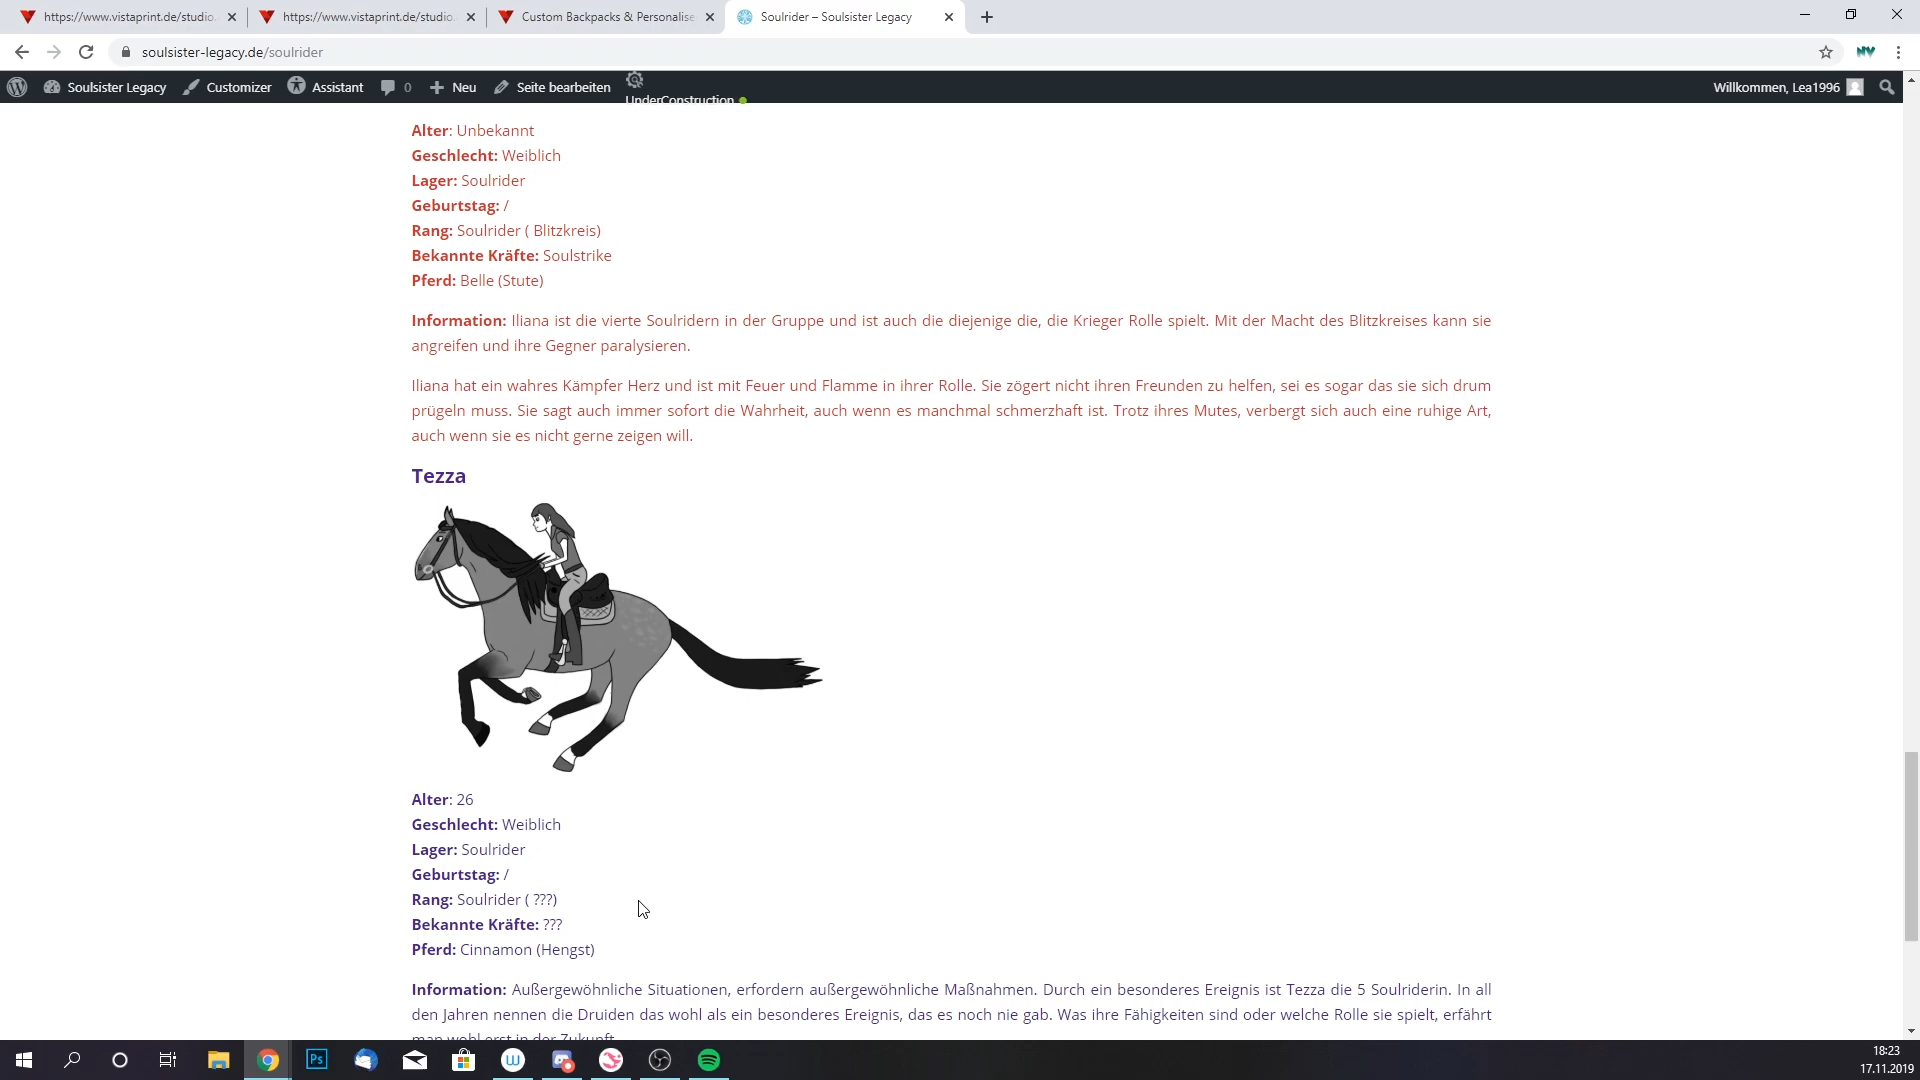 https://www.vistaprint.de/studio.
https://www.vistaprint.de/studio.
Custom Backpacks & Personalise
Soulrider – Soulsister Legacy
soulsister-legacy.de/soulrider
Soulsister Legacy
Customizer
Assistant
0
Neu
Seite bearbeiten
UnderConstruction
Willkommen, Lea1996
Alter: Unbekannt
Geschlecht: Weiblich
Lager: Soulrider
Geburtstag: /
Rang: Soulrider ( Blitzkreis)
Bekannte Kräfte: Soulstrike
Pferd: Belle (Stute)
Information: Iliana ist die vierte Soulridern in der Gruppe und ist auch die diejenige die, die Krieger Rolle spielt. Mit der Macht des Blitzkreises kann sie
angreifen und ihre Gegner paralysieren.
Iliana hat ein wahres Kämpfer Herz und ist mit Feuer und Flamme in ihrer Rolle. Sie zögert nicht ihren Freunden zu helfen, sei es sogar das sie sich drum
prügeln muss. Sie sagt auch immer sofort die Wahrheit, auch wenn es manchmal schmerzhaft ist. Trotz ihres Mutes, verbergt sich auch eine ruhige Art,
auch wenn sie es nicht gerne zeigen will.
Tezza
Alter: 26
Geschlecht: Weiblich
Lager: Soulrider
Geburtstag: /
Rang: Soulrider ( ???)
Bekannte Kräfte: ???
Pferd: Cinnamon (Hengst)
Information: Außergewöhnliche Situationen, erfordern außergewöhnliche Maßnahmen. Durch ein besonderes Ereignis ist Tezza die 5 Soulriderin. In all
den Jahren nennen die Druiden das wohl als ein besonderes Ereignis, das es noch nie gab. Was ihre Fähigkeiten sind oder welche Rolle sie spielt, erfährt
man wohl erst in der Zukunft
Ps
18:23
17.11.2019